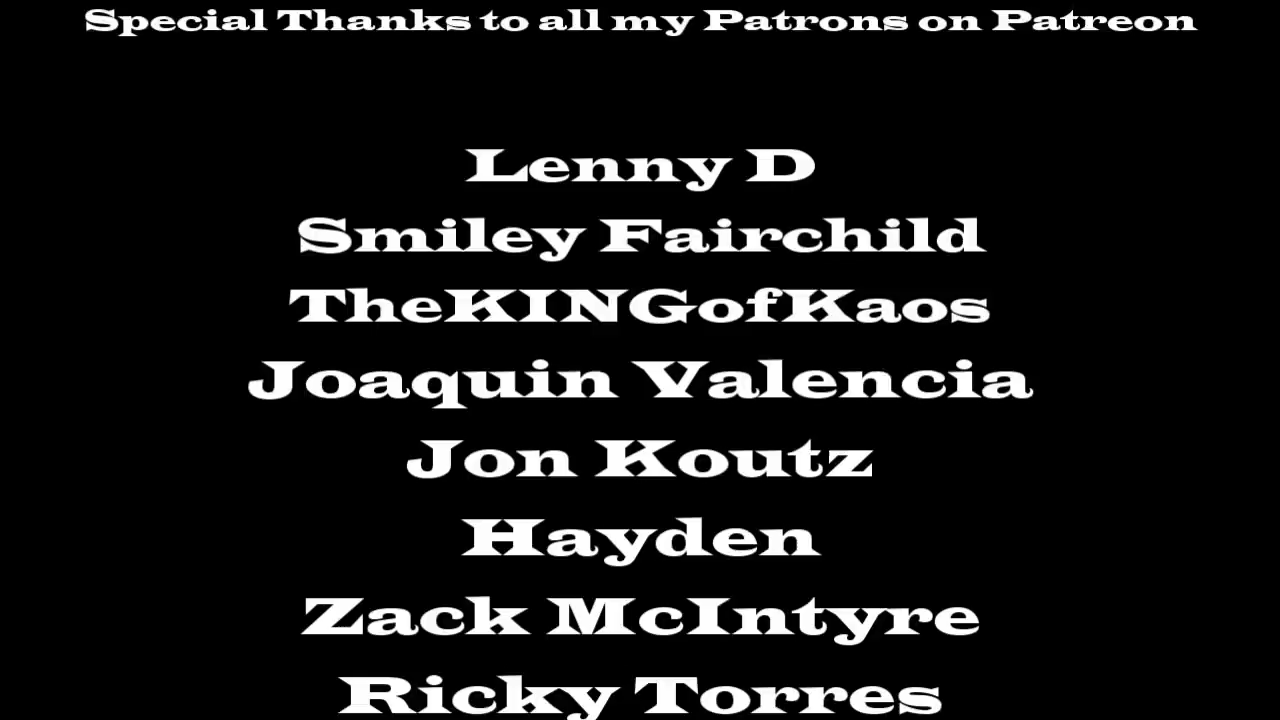 Special Thanks to all my Patrons on Patreon
Lenny D
Smiley Fairchild
TheKINGofKaos
Joaquin Valencia
Jon Koutz
Hayden
Zack McIntyre
Ricky Torres